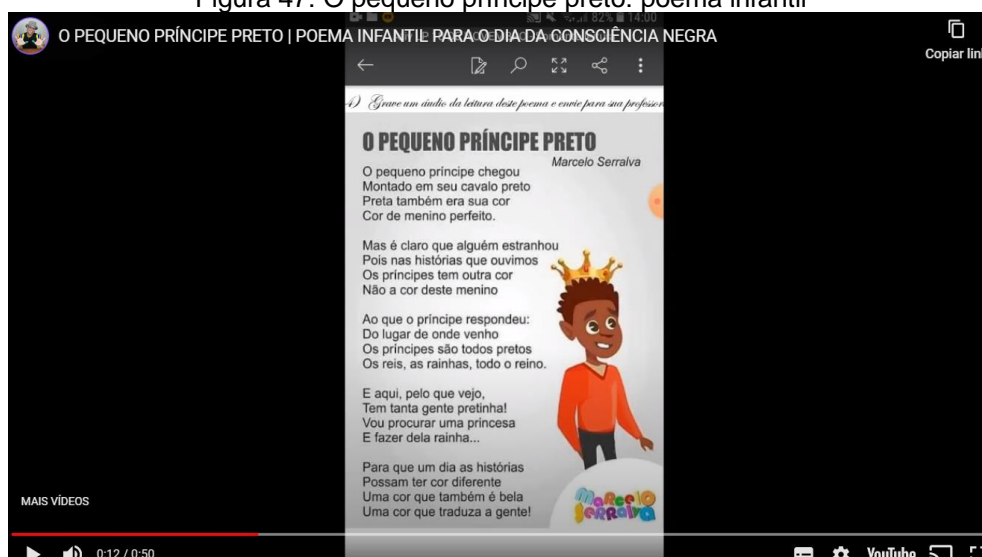 Figura 47: O pequeno príncipe preto: poema infantil
82% 14:00
O PEQUENO PRÍNCIPE PRETO | POEMA INFANTIL PARA O DIA DA CONSCIÊNCIA NEGRA
Copiar lin
Grave um áudio da leitura deste poema e envie para sua professor
O PEQUENO PRÍNCIPE PRETO
Marcelo Serralva
O pequeno príncipe chegou
Montado em seu cavalo preto
Preta também era sua cor
Cor de menino perfeito.
Mas é claro que alguém estranhou
Pois nas histórias que ouvimos
Os príncipes tem outra cor
Não a cor deste menino
Ao que o príncipe respondeu:
Do lugar de onde venho
Os príncipes são todos pretos
Os reis, as rainhas, todo o reino.
E aqui, pelo que vejo,
Tem tanta gente pretinha!
Vou procurar uma princesa
E fazer dela rainha...
Para que um dia as histórias
Possam ter cor diferente
Uma cor que também é bela
Uma cor que traduza a gente!
Marcelo
Serralva
MAIS VÍDEOS
0:12 / 0:50
YouTube